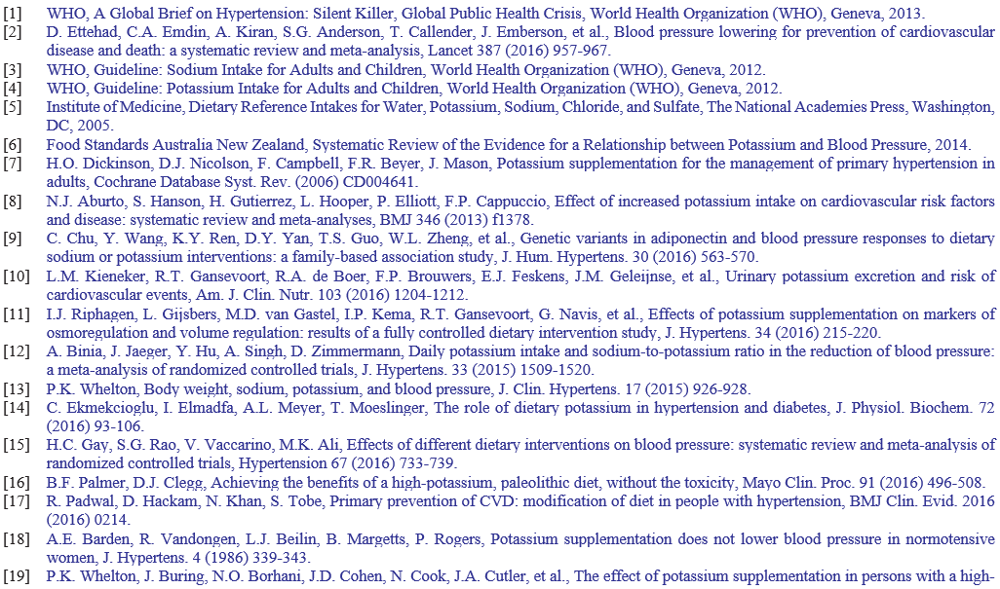 [1] WHO, A Global Brief on Hypertension: Silent Killer, Global Public Health Crisis, World Health Organization (WHO), Geneva, 2013.
[2] D. Ettehad, C.A. Emdin, A. Kiran, S.G. Anderson, T. Callender, J. Emberson, et al., Blood pressure lowering for prevention of cardiovascular
disease and death: a systematic review and meta-analysis, Lancet 387 (2016) 957-967.
[3] WHO, Guideline: Sodium Intake for Adults and Children, World Health Organization (WHO), Geneva, 2012.
[4] WHO, Guideline: Potassium Intake for Adults and Children, World Health Organization (WHO), Geneva, 2012.
[5] Institute of Medicine, Dietary Reference Intakes for Water, Potassium, Sodium, Chloride, and Sulfate, The National Academies Press, Washington,
DC, 2005.
[6] Food Standards Australia New Zealand, Systematic Review of the Evidence for a Relationship between Potassium and Blood Pressure, 2014.
[7] H.O. Dickinson, D.J. Nicolson, F. Campbell, F.R. Beyer, J. Mason, Potassium supplementation for the management of primary hypertension in
adults, Cochrane Database Syst. Rev. (2006) CD004641.
[8] N.J. Aburto, S. Hanson, H. Gutierrez, L. Hooper, P. Elliott, F.P. Cappuccio, Effect of increased potassium intake on cardiovascular risk factors
and disease: systematic review and meta-analyses, BMJ 346 (2013) f1378.
[9] C. Chu, Y. Wang, K.Y. Ren, D.Y. Yan, T.S. Guo, W.L. Zheng, et al., Genetic variants in adiponectin and blood pressure responses to dietary
sodium or potassium interventions: a family-based association study, J. Hum. Hypertens. 30 (2016) 563-570.
[10] L.M. Kieneker, R.T. Gansevoort, R.A. de Boer, F.P. Brouwers, E.J. Feskens, J.M. Geleijnse, et al., Urinary potassium excretion and risk of
cardiovascular events, Am. J. Clin. Nutr. 103 (2016) 1204-1212.
[11] I.J. Riphagen, L. Gijsbers, M.D. van Gastel, I.P. Kema, R.T. Gansevoort, G. Navis, et al., Effects of potassium supplementation on markers of
osmoregulation and volume regulation: results of a fully controlled dietary intervention study, J. Hypertens. 34 (2016) 215-220.
[12] A. Binia, J. Jaeger, Y. Hu, A. Singh, D. Zimmermann, Daily potassium intake and sodium-to-potassium ratio in the reduction of blood pressure:
a meta-analysis of randomized controlled trials, J. Hypertens. 33 (2015) 1509-1520.
[13] P.K. Whelton, Body weight, sodium, potassium, and blood pressure, J. Clin. Hypertens. 17 (2015) 926-928.
[14] C. Ekmekcioglu, I. Elmadfa, A.L. Meyer, T. Moeslinger, The role of dietary potassium in hypertension and diabetes, J. Physiol. Biochem. 72
(2016) 93-106.
[15] H.C. Gay, S.G. Rao, V. Vaccarino, M.K. Ali, Effects of different dietary interventions on blood pressure: systematic review and meta-analysis of
randomized controlled trials, Hypertension 67 (2016) 733-739.
[16] B.F. Palmer, D.J. Clegg, Achieving the benefits of a high-potassium, paleolithic diet, without the toxicity, Mayo Clin. Proc. 91 (2016) 496-508.
[17] R. Padwal, D. Hackam, N. Khan, S. Tobe, Primary prevention of CVD: modification of diet in people with hypertension, BMJ Clin. Evid. 2016
(2016) 0214.
[18] A.E. Barden, R. Vandongen, L.J. Beilin, B. Margetts, P. Rogers, Potassium supplementation does not lower blood pressure in normotensive
women, J. Hypertens. 4 (1986) 339-343.
[19] P.K. Whelton, J. Buring, N.O. Borhani, J.D. Cohen, N. Cook, J.A. Cutler, et al., The effect of potassium supplementation in persons with a high-